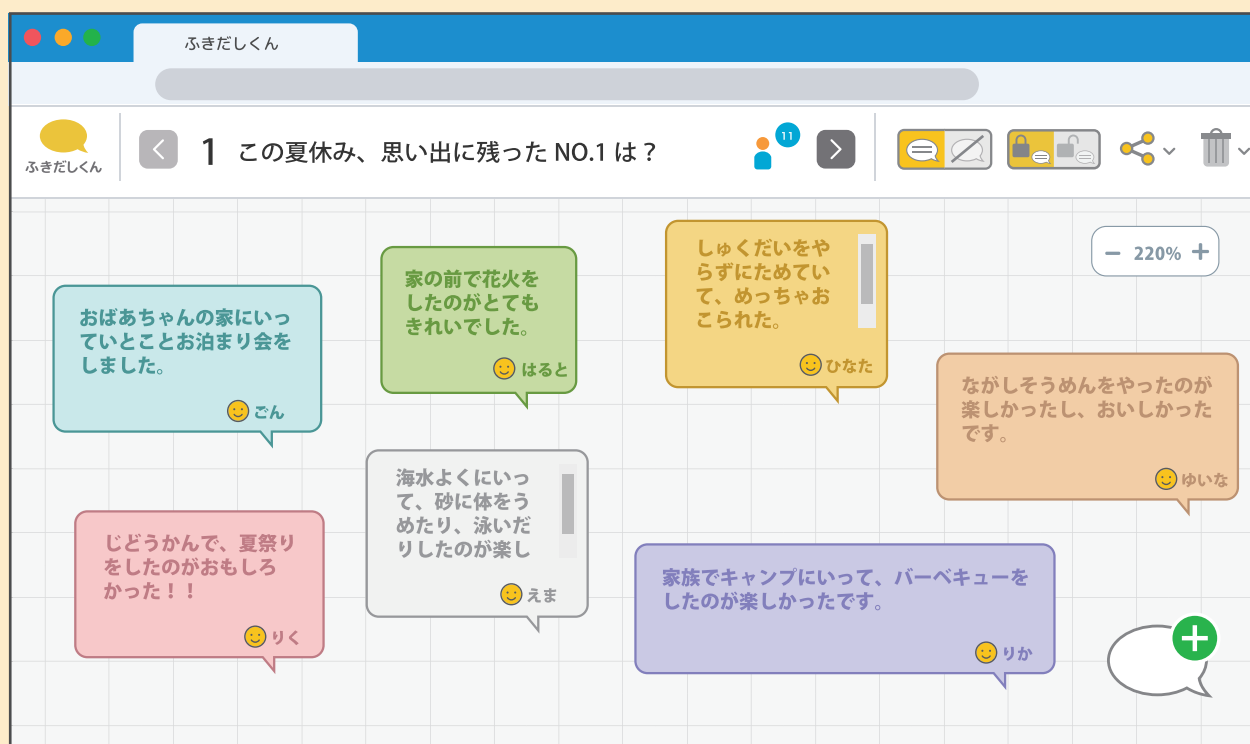 ふきだしくん
ふきだしくん
1 この夏休み、思い出に残った NO.1 は？
11
220%
おばあちゃんの家にいっ
ていとことお泊まり会を
しました。
ごん
家の前で花火を
したのがとても
きれいでした。
はると
しゅくだいをや
らずにためてい
て、めっちゃお
こられた。
ひなた
ながしそうめんをやったのが
楽しかったし、おいしかった
です。
ゆいな
じどうかんで、夏祭り
をしたのがおもしろ
かった！！
りく
海水よくにいっ
て、砂に体をう
めたり、泳いだ
りしたのが楽し
えま
家族でキャンプにいって、バーベキューを
したのが楽しかったです。
りか